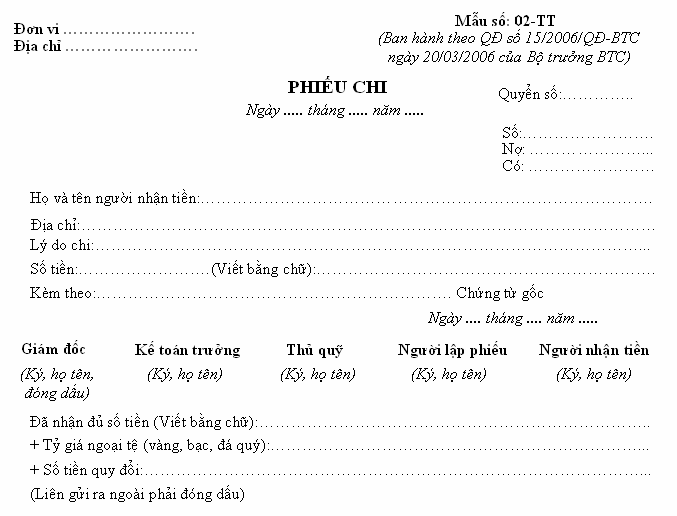 Đơn vi …………………….
Địa chỉ …………………….
Mẫu số: 02-TT
(Ban hành theo QĐ số 15/2006/QĐ-BTC
ngày 20/03/2006 của Bộ trưởng BTC)
PHIẾU CHI
Ngày ..... tháng ..... năm .....
Quyển số:…………..
Số:…………………….
Nợ: …………………...
Có: ……………………
Họ và tên người nhận tiền:……………………………………………………………………………
Địa chỉ:…………………………………………………………………………………………………
Lý do chi:……………………………………………………………………………………………...
Số tiền:…………………….(Viết bằng chữ):…………………………………………………………
Kèm theo:……………………………………………………………. Chứng từ gốc
Ngày .... tháng .... năm .....
Giám đốc Kế toán trưởng Thủ quỹ Người lập phiếu Người nhận tiền
(Ký, họ tên, (Ký, họ tên) (Ký, họ tên) (Ký, họ tên) (Ký, họ tên)
đóng dấu)
Đã nhận đủ số tiền (Viết bằng chữ):…………………………………………………………………..
+ Tỷ giá ngoại tệ (vàng, bạc, đá quý):………………………………………………………………...
+ Số tiền quy đổi:……………………………………………………………………………………...
(Liên gửi ra ngoài phải đóng dấu)